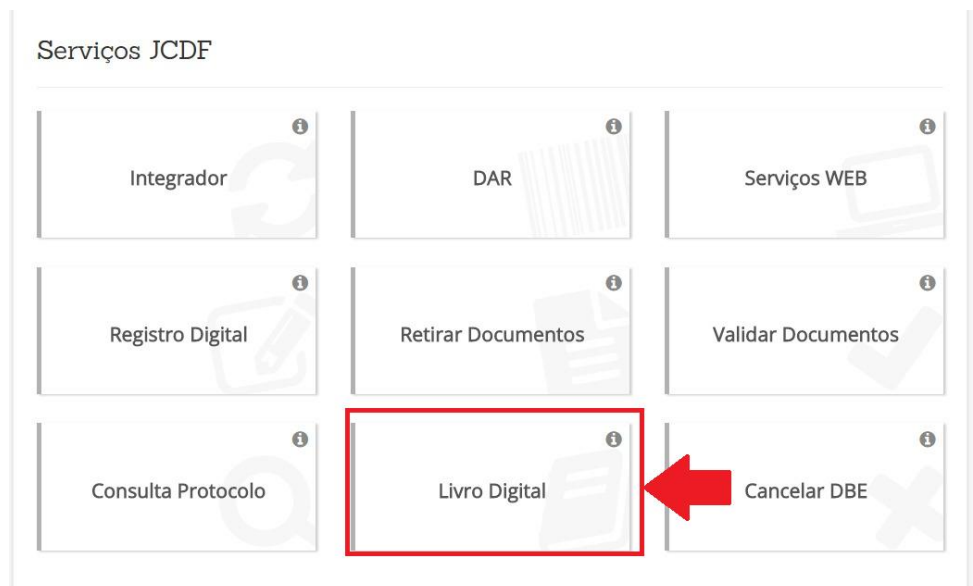 Serviços JCDF
Integrador
DAR
Serviços WEB
Registro Digital
Retirar Documentos
Validar Documentos
Consulta Protocolo
Livro Digital
Cancelar DBE